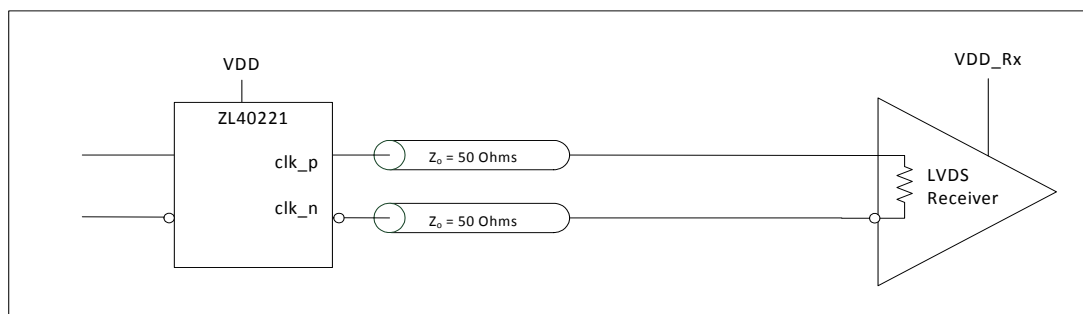 VDD
VDD_Rx
ZL40221
clk_p
Zo = 50 Ohms
LVDS
Receiver
clk_n
Zo = 50 Ohms